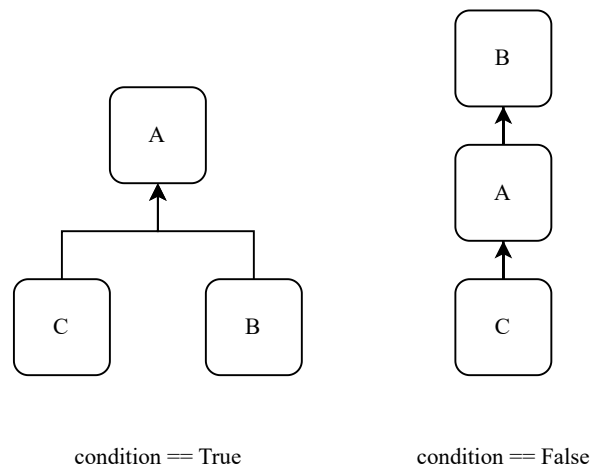 A
C
B
condition == True
B
A
C
condition == False